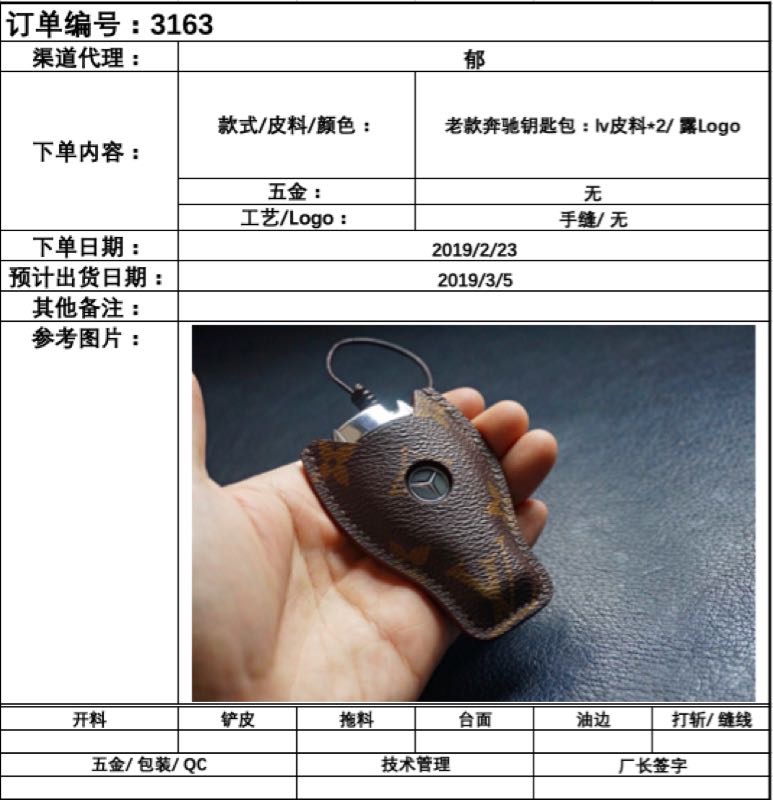 订单编号：3163
渠道代理：
郁
下单内容：
款式/皮料/颜色：
老款奔驰钥匙包：lv皮料*2/ 露Logo
五金：
无
工艺/Logo：
手缝/ 无
下单日期：
2019/2/23
预计出货日期：
2019/3/5
其他备注：
参考图片：
开料
铲皮
拖料
台面
油边
打斩/ 缝线
五金/ 包装/ QC
技术管理
厂长签字